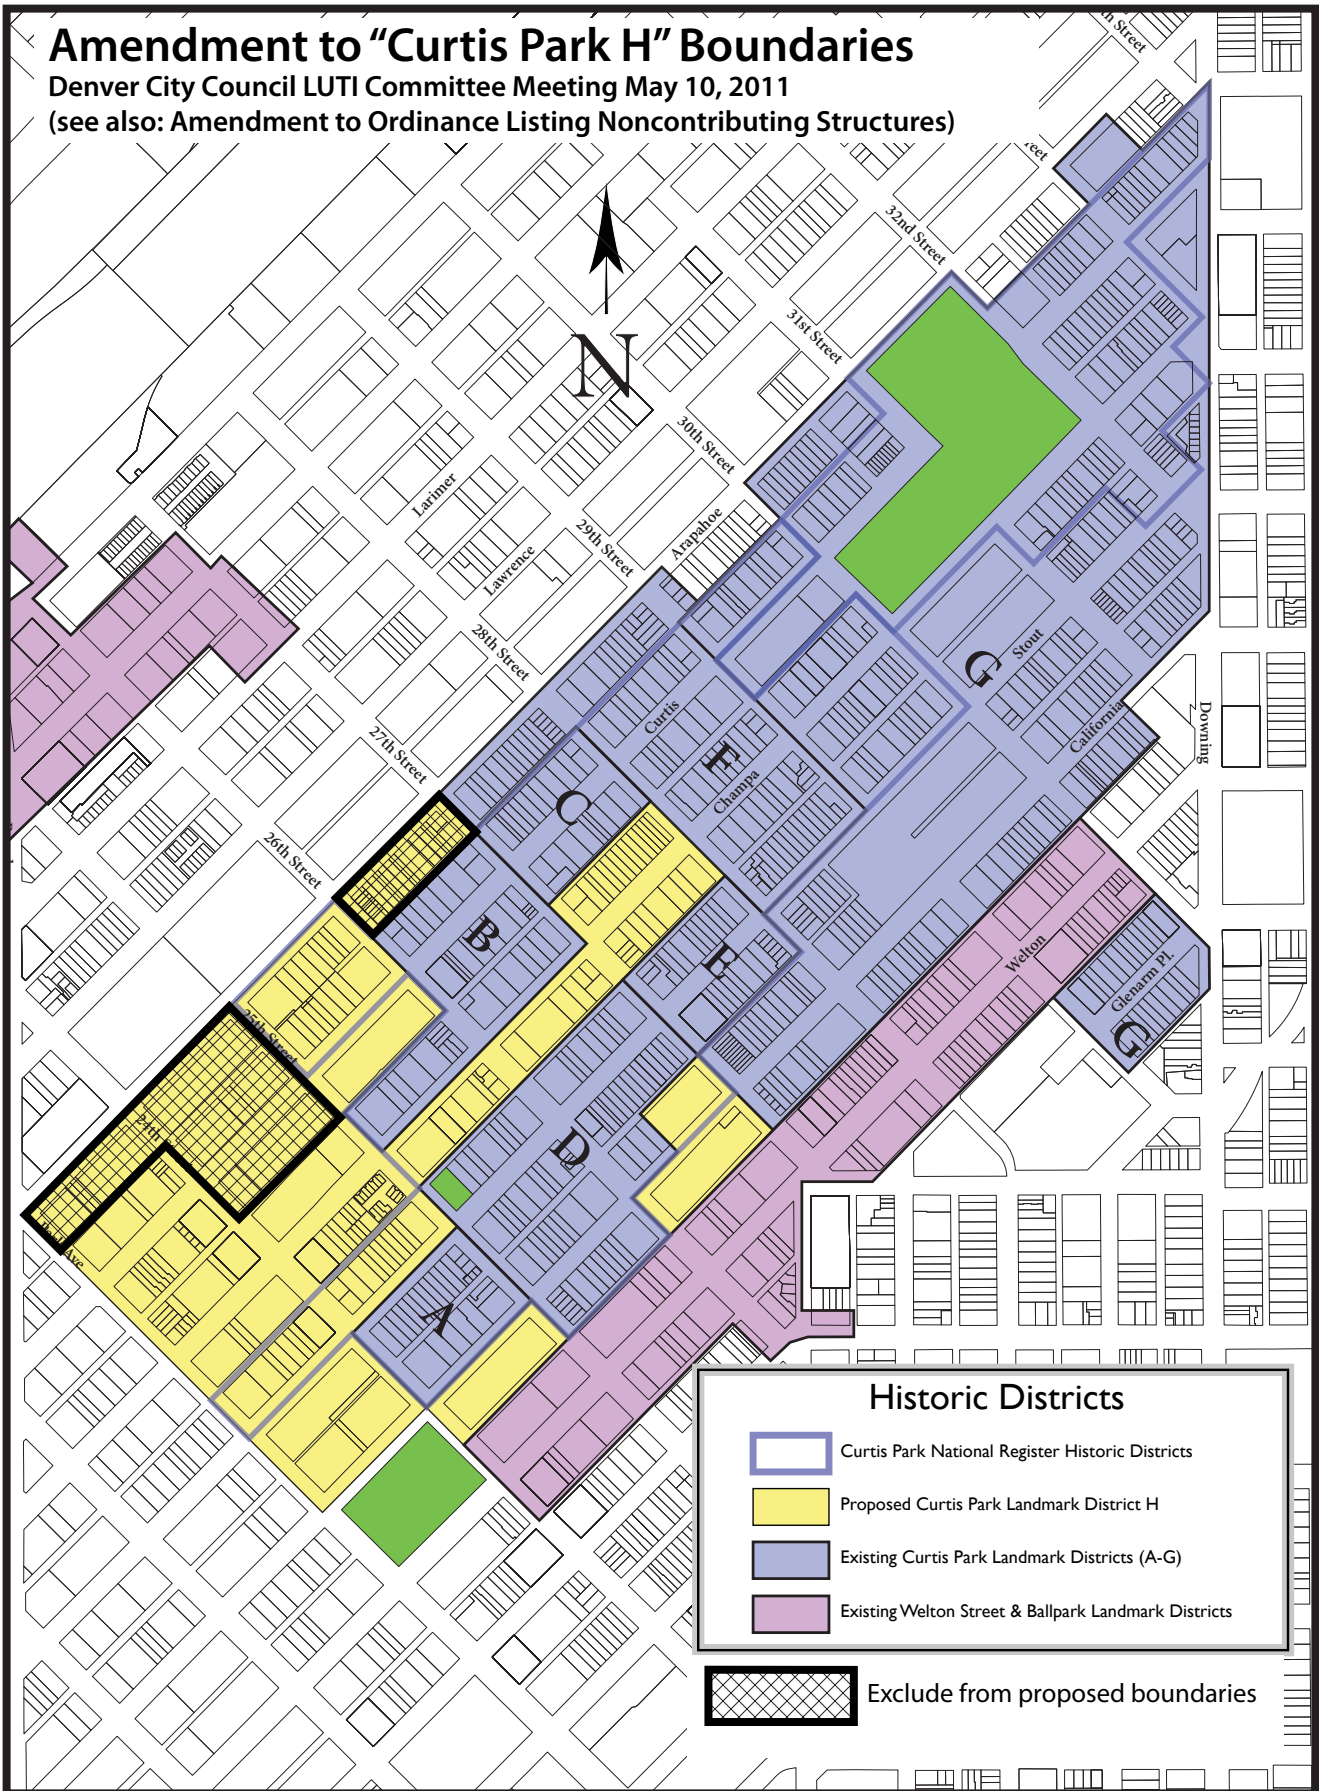 Amendment to “Curtis Park H” Boundaries
Denver City Council LUTI Committee Meeting May 10, 2011
(see also: Amendment to Ordinance Listing Noncontributing Structures)
Street
32nd Street
31st Street
30th Street
29th Street
28th Street
27th Street
26th Street
25th Street
24th
Ave
N
Larimer
Lawrence
Arapahoe
Curtis
Champa
Stout
California
Downing
Welton
Glenarm Pl.
G
F
C
B
E
D
A
G
Historic Districts
Curtis Park National Register Historic Districts
Proposed Curtis Park Landmark District H
Existing Curtis Park Landmark Districts (A-G)
Existing Welton Street & Ballpark Landmark Districts
Exclude from proposed boundaries